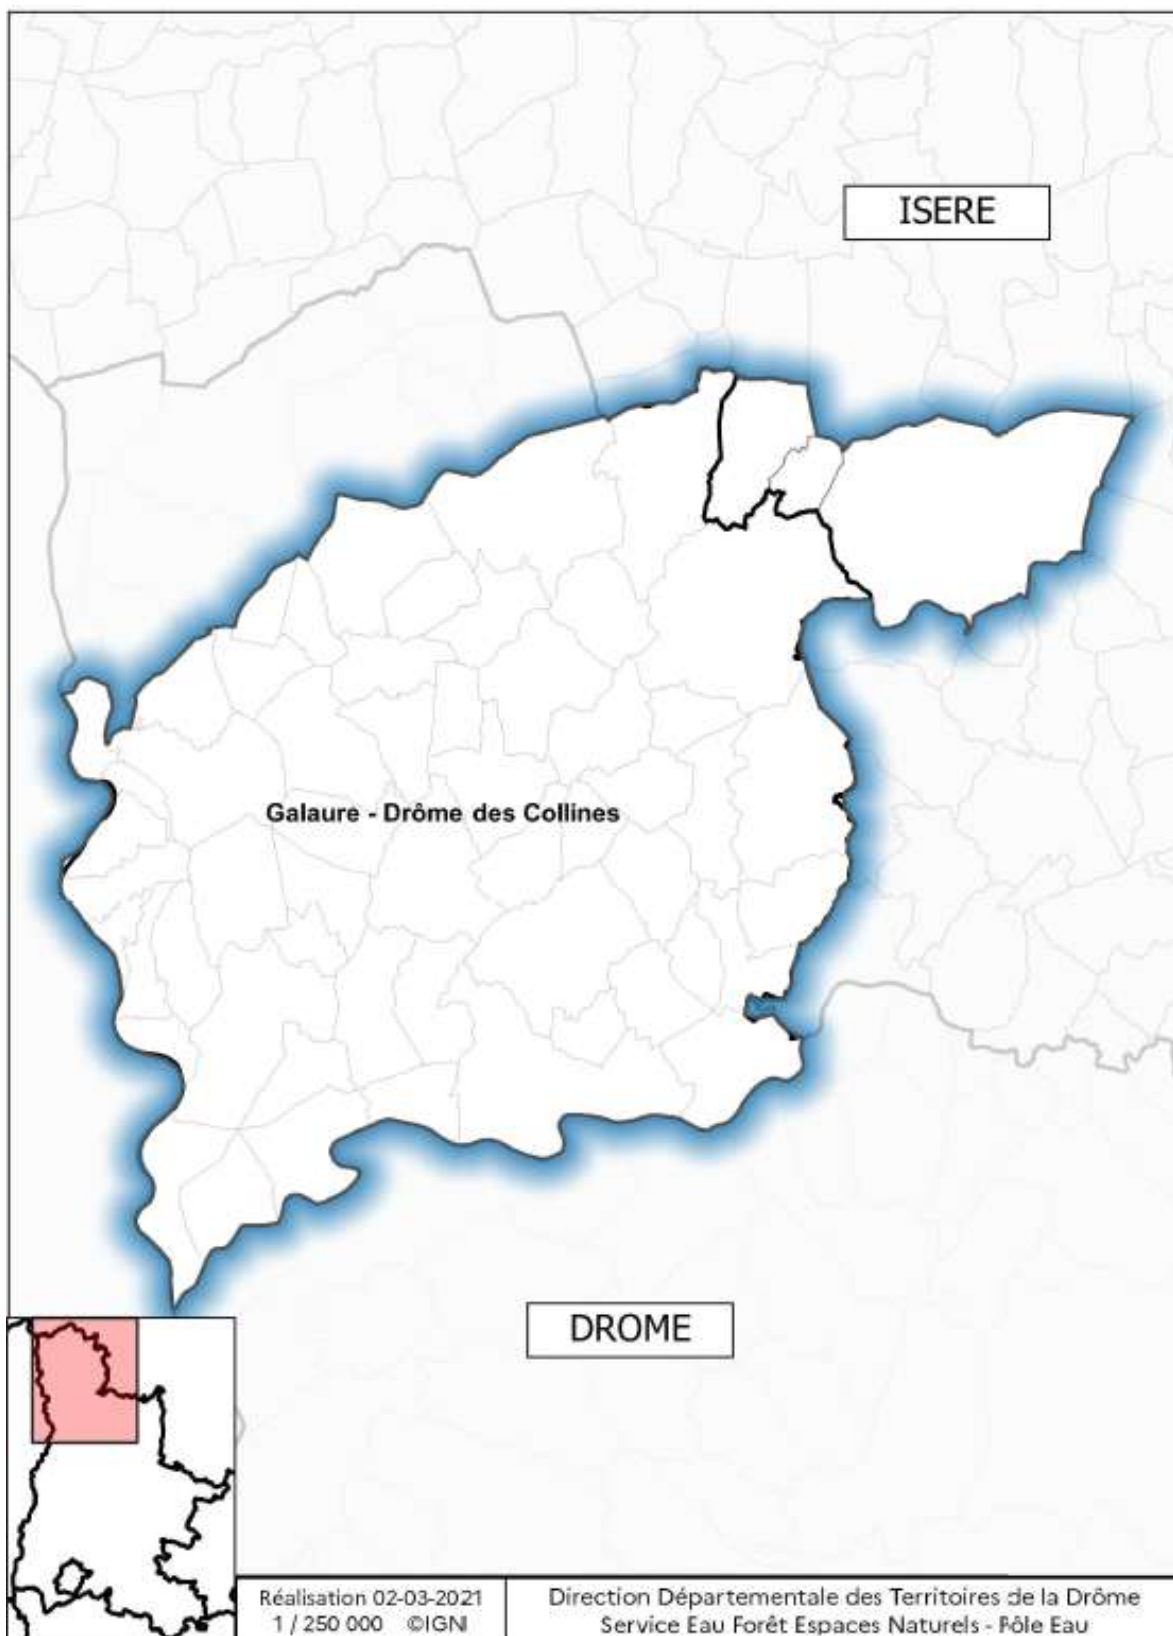 ISERE
Galaure - Drôme des Collines
DROME
Réalisation 02-03-2021
1 / 250 000 ©IGN
Direction Départementale des Territoires de la Drôme
Service Eau Forêt Espaces Naturels - Pôle Eau